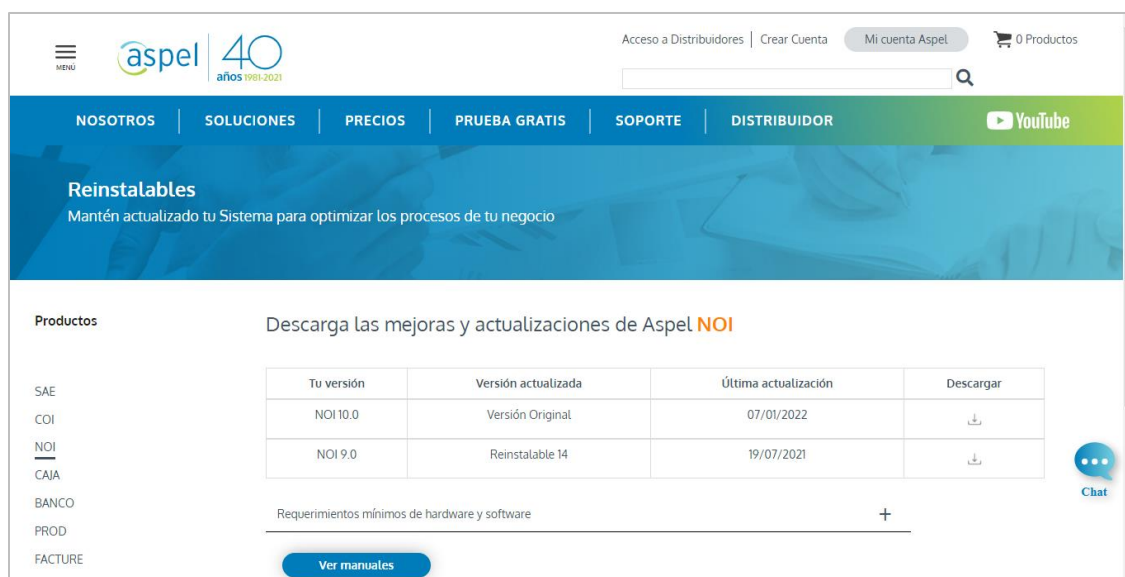 Acceso a Distribuidores | Crear Cuenta Mi cuenta Aspel 0 Productos
MENÚ
aspel 40
años 1981-2021
NOSOTROS | SOLUCIONES | PRECIOS | PRUEBA GRATIS | SOPORTE | DISTRIBUIDOR YouTube
Reinstalables
Mantén actualizado tu Sistema para optimizar los procesos de tu negocio
Productos
SAE
COI
NOI
CAJA
BANCO
PROD
FACTURE
Descarga las mejoras y actualizaciones de Aspel NOI
Tu versión Versión actualizada Última actualización Descargar
NOI 10.0 Versión Original 07/01/2022
NOI 9.0 Reinstalable 14 19/07/2021
Requerimientos mínimos de hardware y software +
Ver manuales
Chat